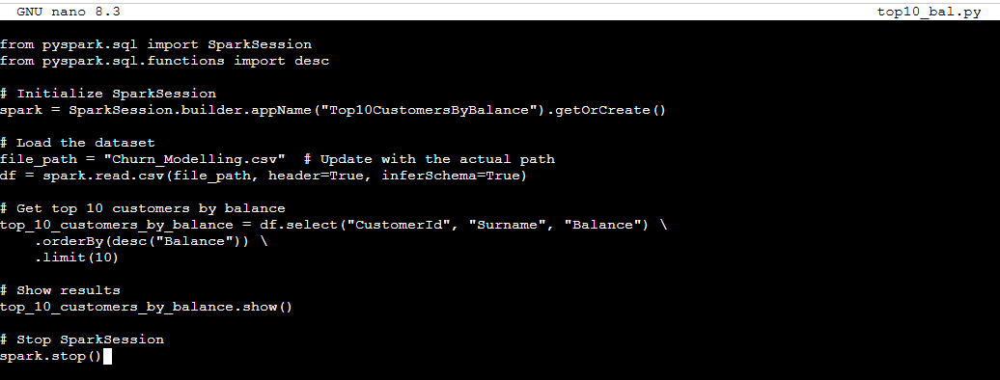 GNU nano 8.3 top10_bal.py
from pyspark.sql import SparkSession
from pyspark.sql.functions import desc
# Initialize SparkSession
spark = SparkSession.builder.appName("Top10CustomersByBalance").getOrCreate()
# Load the dataset
file_path = "Churn_Modelling.csv"  # Update with the actual path
df = spark.read.csv(file_path, header=True, inferSchema=True)
# Get top 10 customers by balance
top_10_customers_by_balance = df.select("CustomerId", "Surname", "Balance") \
    .orderBy(desc("Balance")) \
    .limit(10)
# Show results
top_10_customers_by_balance.show()
# Stop SparkSession
spark.stop()